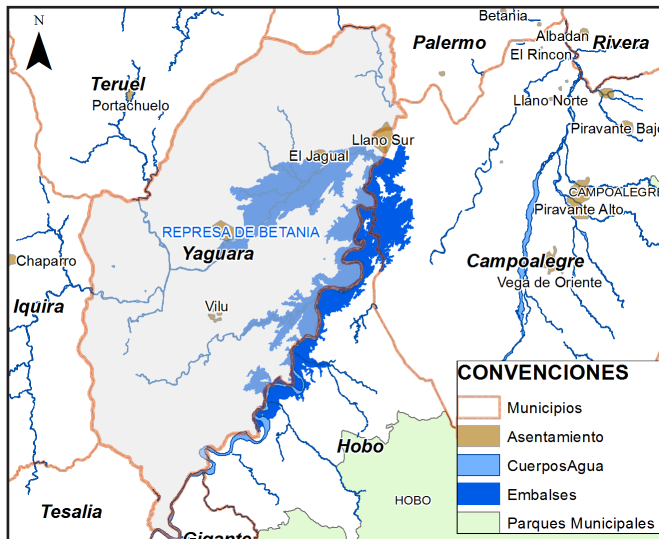 N
Betania
Albadan
Palermo
Rivera
El Rincon
Teruel
Portachuelo
Llano Norte
Piravante Bajo
Llano Sur
El Jagual
CAMPOALEGRE
Piravante Alto
REPRESA DE BETANIA
Yaguara
Chaparro
Campoalegre
Vega de Oriente
Iquira
Vilu
CONVENCIONES
Municipios
Asentamiento
CuerposAgua
Embalses
Parques Municipales
Hobo
HOBO
Tesalia
Gigante